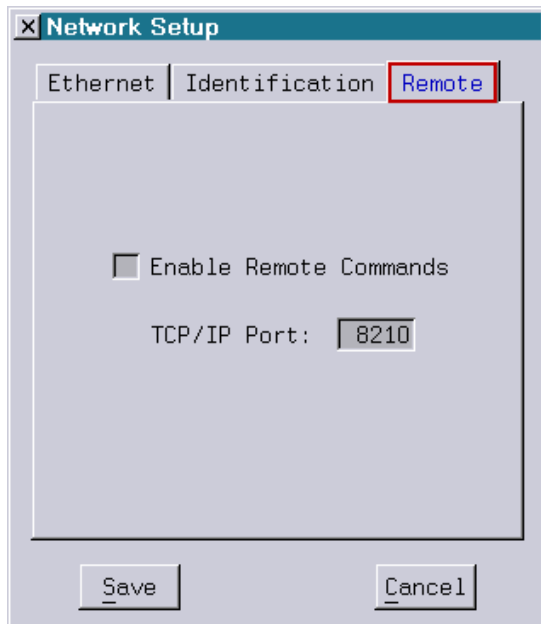 Network Setup
Ethernet Identification Remote
Enable Remote Commands
TCP/IP Port: 8210
Save Cancel